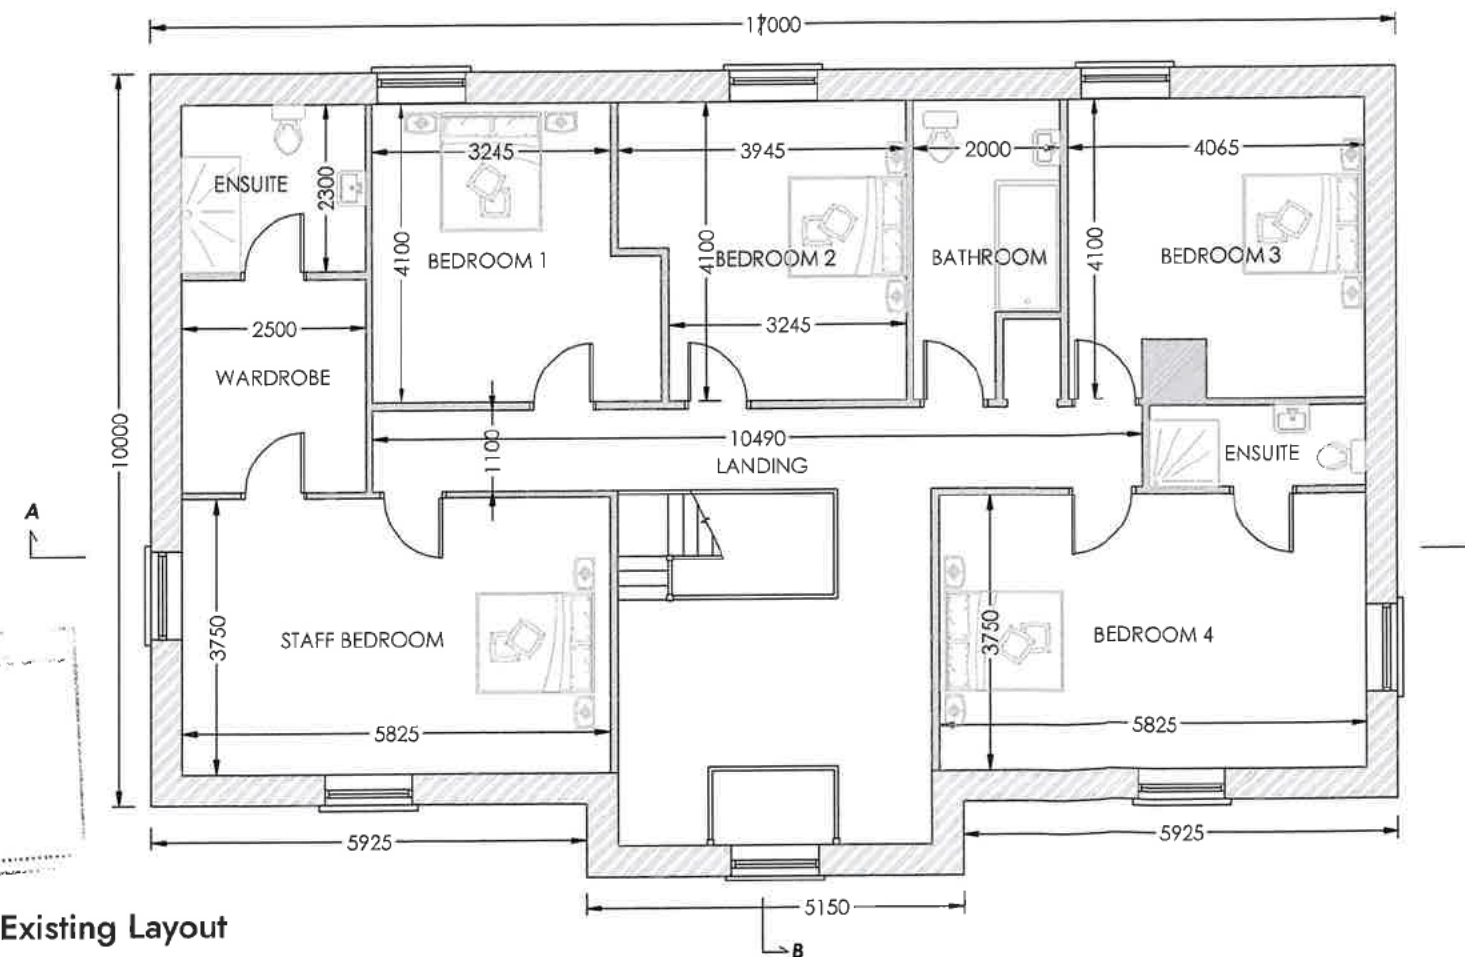 17000
3245
3945
2000
4065
ENSUITE
2300
4100
BEDROOM 1
4100
BEDROOM 2
BATHROOM
4100
BEDROOM 3
2500
3245
WARDROBE
10000
1100
10490
LANDING
ENSUITE
A
3750
STAFF BEDROOM
3750
BEDROOM 4
5825
5825
5925
5925
5150
Existing Layout
B